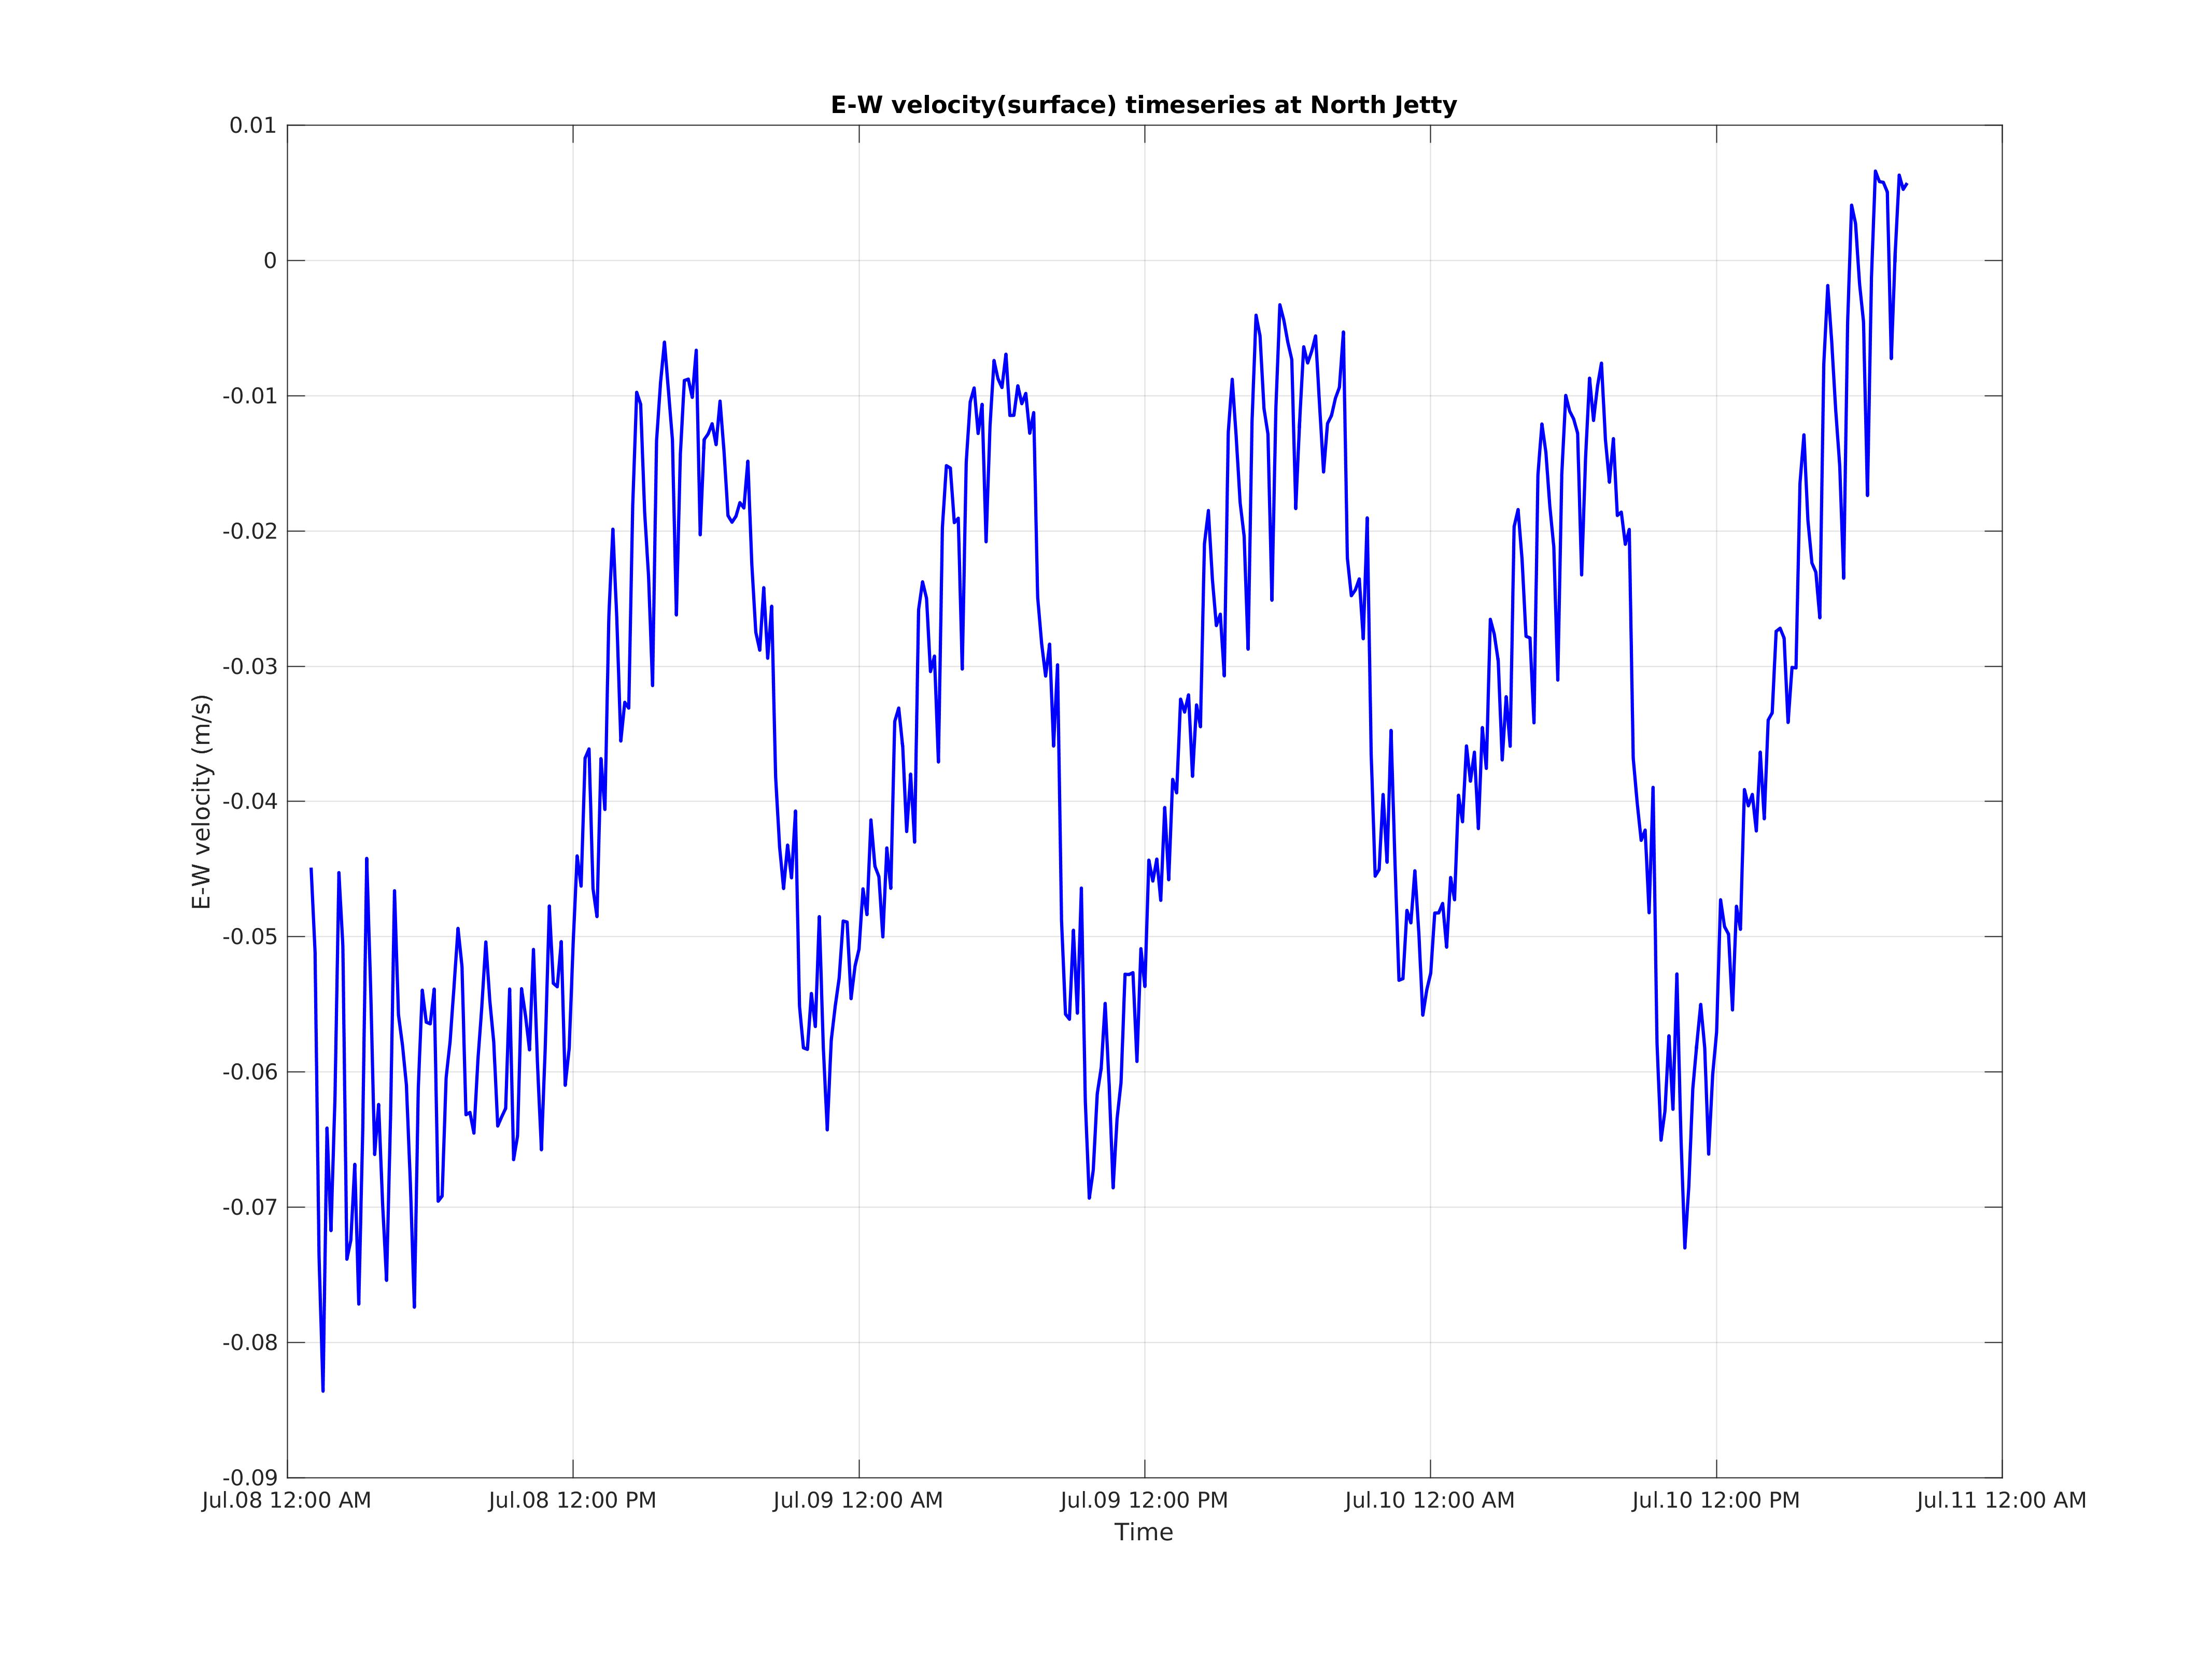 E-W velocity(surface) timeseries at North Jetty
0.01
0
-0.01
-0.02
-0.03
-0.04
-0.05
-0.06
-0.07
-0.08
-0.09
E-W velocity (m/s)
Jul.08 12:00 AM Jul.08 12:00 PM Jul.09 12:00 AM Jul.09 12:00 PM Jul.10 12:00 AM Jul.10 12:00 PM Jul.11 12:00 AM
Time